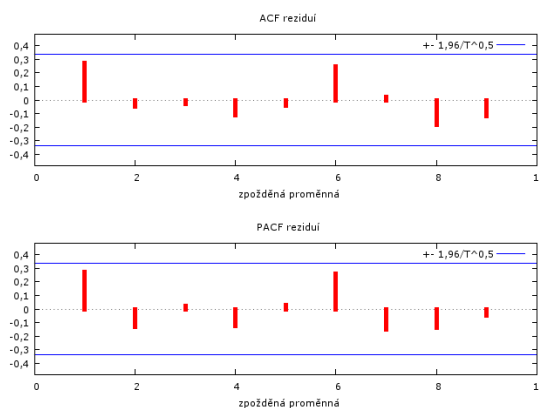 ACF reziduí
+- 1,96/T^0,5
0,4
0,3
0,2
0,1
0
-0,1
-0,2
-0,3
-0,4
0 2 4 6 8 1
zpožděná proměnná
PACF reziduí
+- 1,96/T^0,5
0,4
0,3
0,2
0,1
0
-0,1
-0,2
-0,3
-0,4
0 2 4 6 8 1
zpožděná proměnná